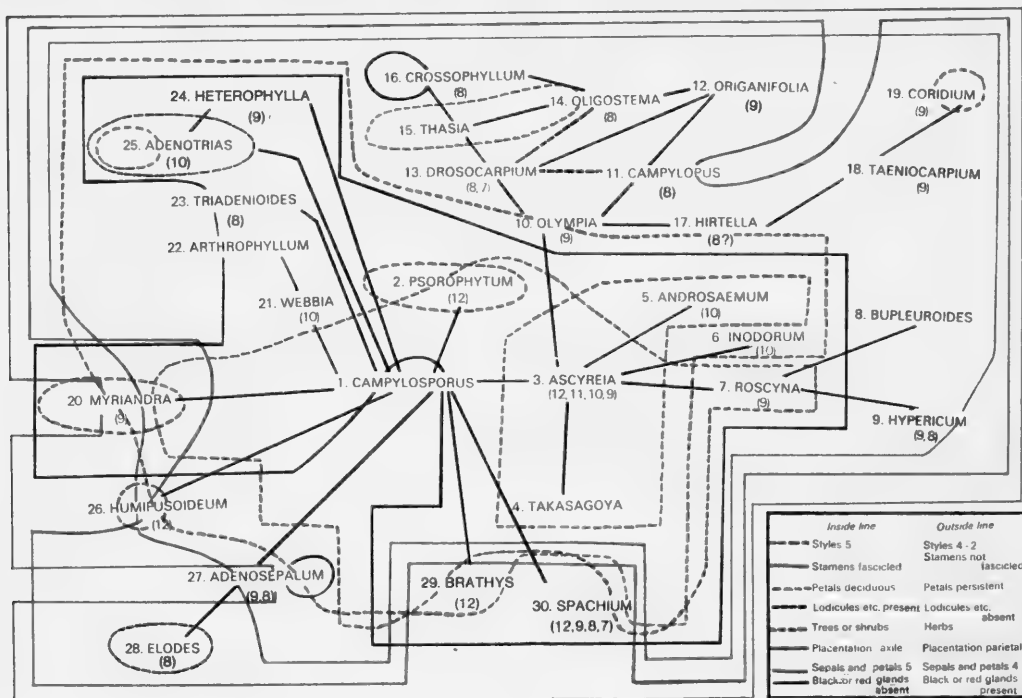 16. CROSSOPHYLLUM
(8)
12. ORIGANIFOLIA
(9)
24. HETEROPHYLLA
(9)
14. OLIGOSTEMA
(8)
19. CORIDIUM
(9)
15. THASIA
25. ADENOTRIAS
(10)
13. DROSOCARPIUM
(8, 7)
11. CAMPYLOPUS
(8)
18. TAENIOCARPIUM
(9)
23. TRIADENIOIDES
(8)
10. OLYMPIA
(9)
17. HIRTELLA
(8?)
22. ARTHROPHYLLUM
2. PSOROPHYTUM
(12)
21. WEBBIA
(10)
5. ANDROSAEMUM
(10)
8. BUPLEUROIDES
6 INODORUM
(10)
1. CAMPYLOSPORUS
3. ASCYREIA
(12, 11, 10, 9)
7. ROSCYNA
(9)
20. MYRIANDRA
(9)
9. HYPERICUM
(9, 8)
26. HUMIFUSOIDEUM
(12)
4. TAKASAGOYA
27. ADENOSEPALUM
(9,8)
29. BRATHYS
(12)
30. SPACHIUM
(12, 9, 8, 7)
28. ELODES
(8)
Inside line Outside line
Styles 5 Styles 4 - 2
Stamens fascicled Stamens not fascicled
Petals deciduous Petals persistent
Lodicules etc. present Lodicules etc. absent
Trees or shrubs Herbs
Placentation axile Placentation parietal
Sepals and petals 5 Sepals and petals 4
Black or red glands absent Black or red glands present